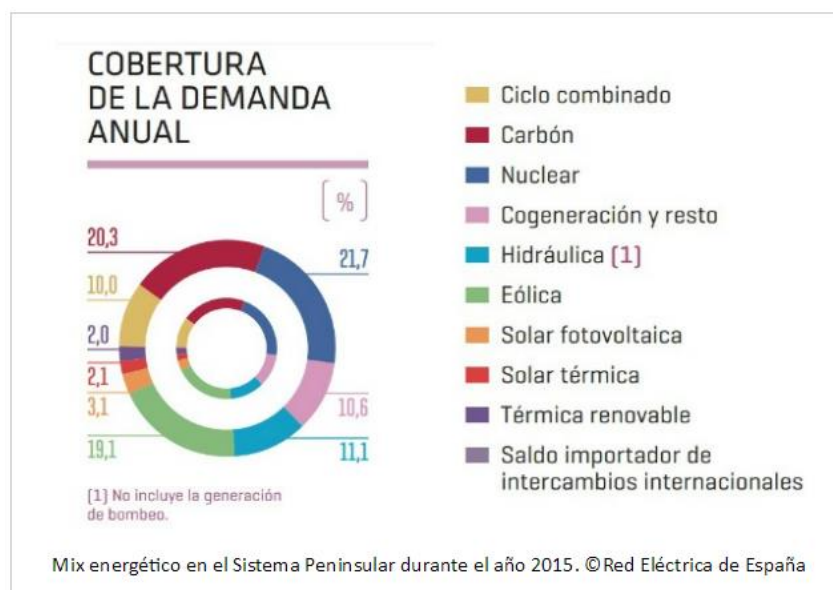 COBERTURA
DE LA DEMANDA
ANUAL
[%]
20,3
21,7
10,0
2,0
2,1
3,1
19,1
10,6
11,1
[1] No incluye la generación
de bombeo.
Ciclo combinado
Carbón
Nuclear
Cogeneración y resto
Hidráulica [1]
Eólica
Solar fotovoltaica
Solar térmica
Térmica renovable
Saldo importador de
intercambios internacionales
Mix energético en el Sistema Peninsular durante el año 2015. ©Red Eléctrica de España